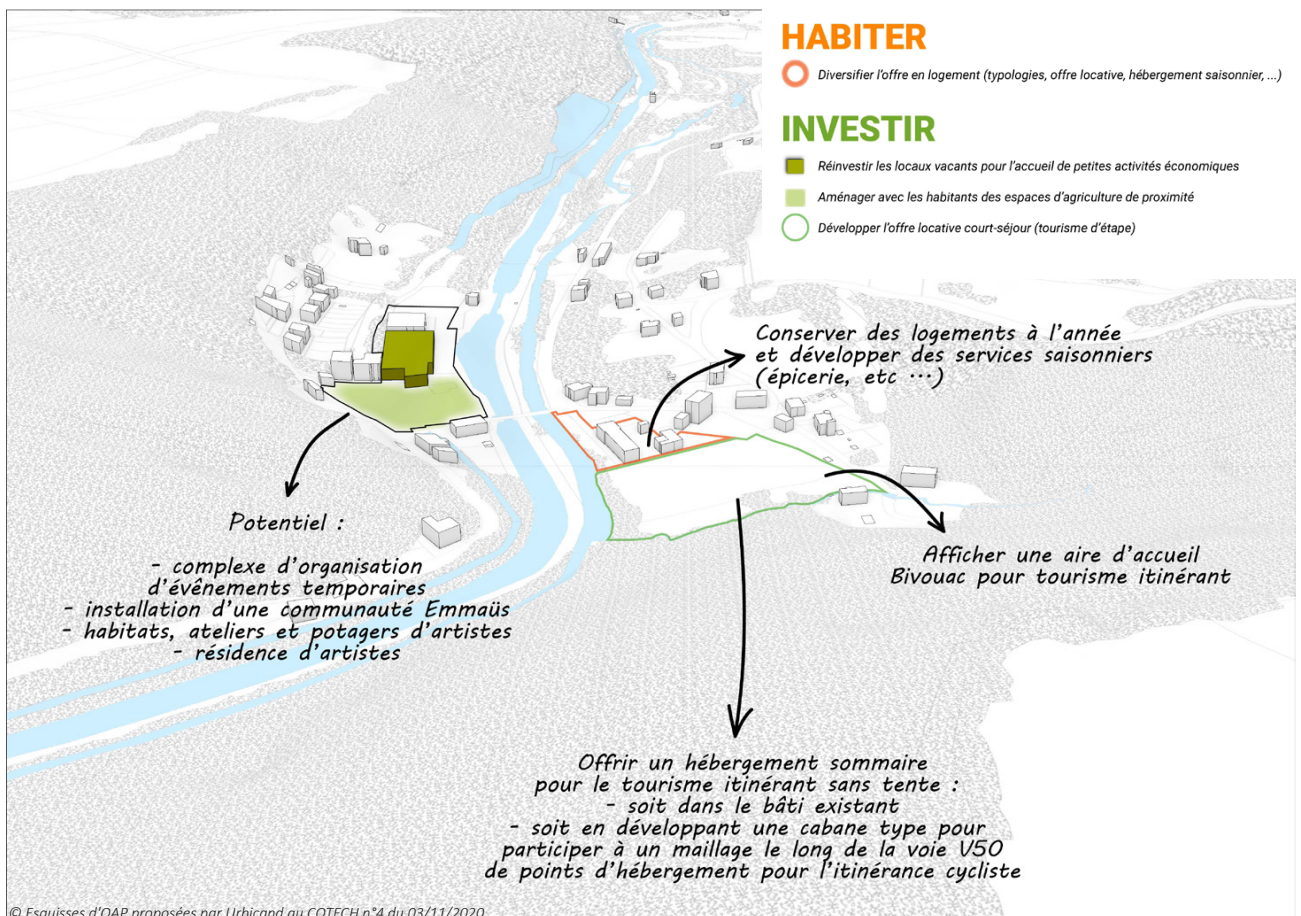 HABITER
Diversifier l'offre en logement (typologies, offre locative, hébergement saisonnier, ...)
INVESTIR
Réinvestir les locaux vacants pour l'accueil de petites activités économiques
Aménager avec les habitants des espaces d'agriculture de proximité
Développer l'offre locative court-séjour (tourisme d'étape)
Conserver des logements à l'année
et développer des services saisonniers
(épicerie, etc ...)
Potentiel :
- complexe d'organisation
d'évênements temporaires
- installation d'une communauté Emmaüs
- habitats, ateliers et potagers d'artistes
- résidence d'artistes
Afficher une aire d'accueil
Bivouac pour tourisme itinérant
Offrir un hébergement sommaire
pour le tourisme itinérant sans tente :
- soit dans le bâti existant
- soit en développant une cabane type pour
participer à un maillage le long de la voie V50
de points d'hébergement pour l'itinérance cycliste
© Esquisses d'OAP proposées par Urbicand au COTECH n°4 du 03/11/2020